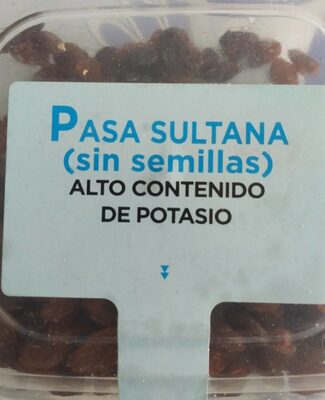 PASA SULTANA
(sin semillas)
ALTO CONTENIDO
DE POTASIO